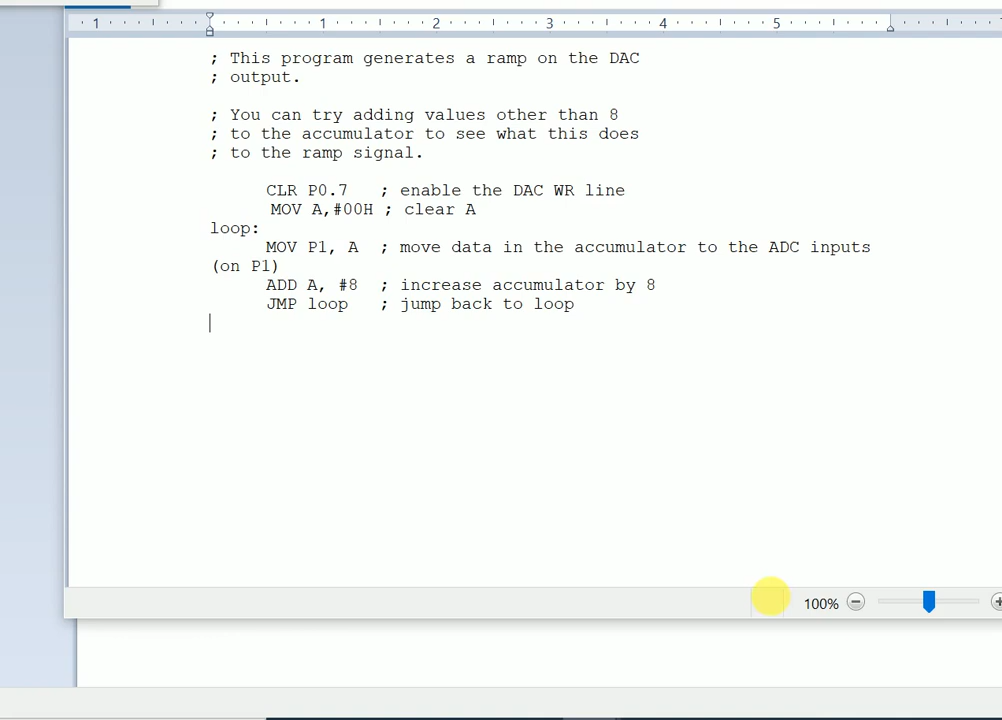 1 1 2 3 4 5
; This program generates a ramp on the DAC
; output.
; You can try adding values other than 8
; to the accumulator to see what this does
; to the ramp signal.
CLR P0.7 ; enable the DAC WR line
MOV A,#00H ; clear A
loop:
MOV P1, A ; move data in the accumulator to the ADC inputs
(on P1)
ADD A, #8 ; increase accumulator by 8
JMP loop ; jump back to loop
100%